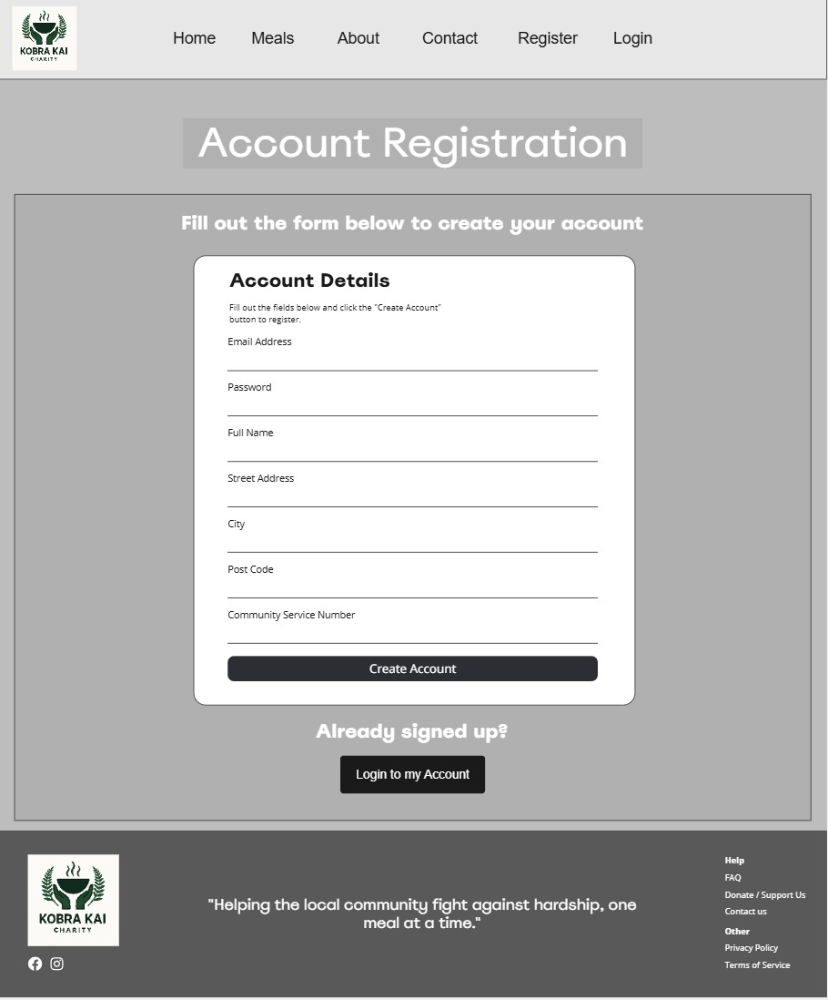 KOBRA KAI
CHARITY
Home Meals About Contact Register Login
Account Registration
Fill out the form below to create your account
Account Details
Fill out the fields below and click the "Create Account"
button to register.
Email Address
Password
Full Name
Street Address
City
Post Code
Community Service Number
Create Account
Already signed up?
Login to my Account
KOBRA KAI
CHARITY
"Helping the local community fight against hardship, one
meal at a time."
Help
FAQ
Donate / Support Us
Contact us
Other
Privacy Policy
Terms of Service